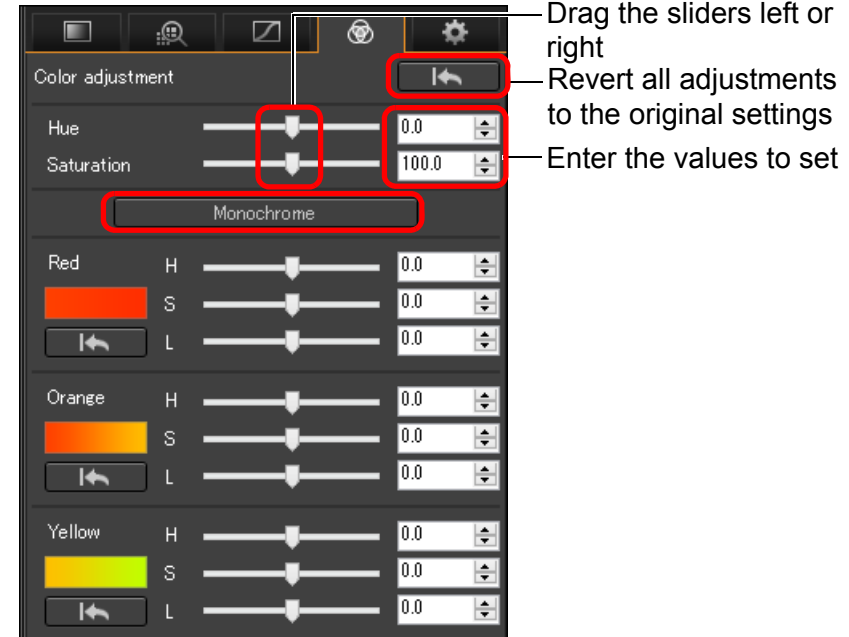 Drag the sliders left or
right
Color adjustment
Revert all adjustments
to the original settings
Hue 0.0
Saturation 100.0
Enter the values to set
Monochrome
Red H 0.0
S 0.0
L 0.0
Orange H 0.0
S 0.0
L 0.0
Yellow H 0.0
S 0.0
L 0.0